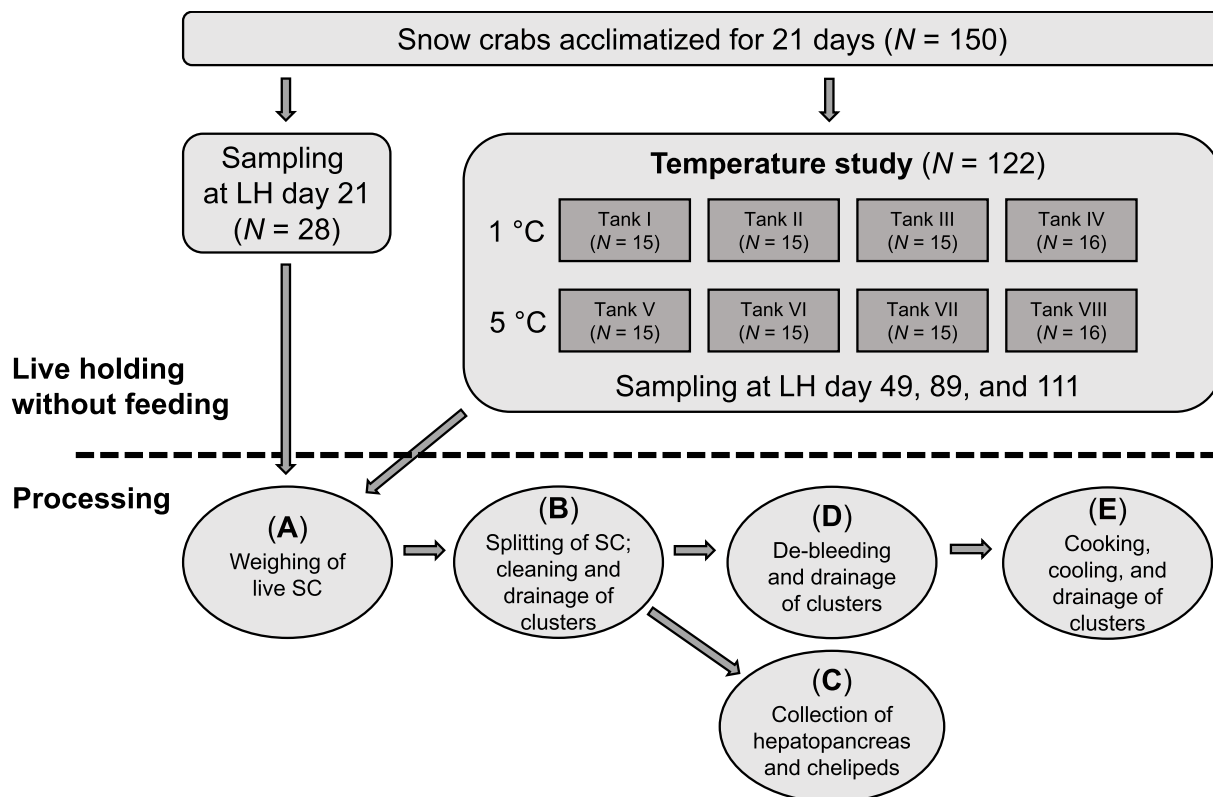 Snow crabs acclimatized for 21 days (N = 150)
Sampling
at LH day 21
(N = 28)
Temperature study (N = 122)
1 °C
Tank I
(N = 15)
Tank II
(N = 15)
Tank III
(N = 15)
Tank IV
(N = 16)
5 °C
Tank V
(N = 15)
Tank VI
(N = 15)
Tank VII
(N = 15)
Tank VIII
(N = 16)
Sampling at LH day 49, 89, and 111
Live holding
without feeding
Processing
(A)
Weighing of
live SC
(B)
Splitting of SC;
cleaning and
drainage of
clusters
(D)
De-bleeding
and drainage
of clusters
(E)
Cooking,
cooling, and
drainage of
clusters
(C)
Collection of
hepatopancreas
and chelipeds